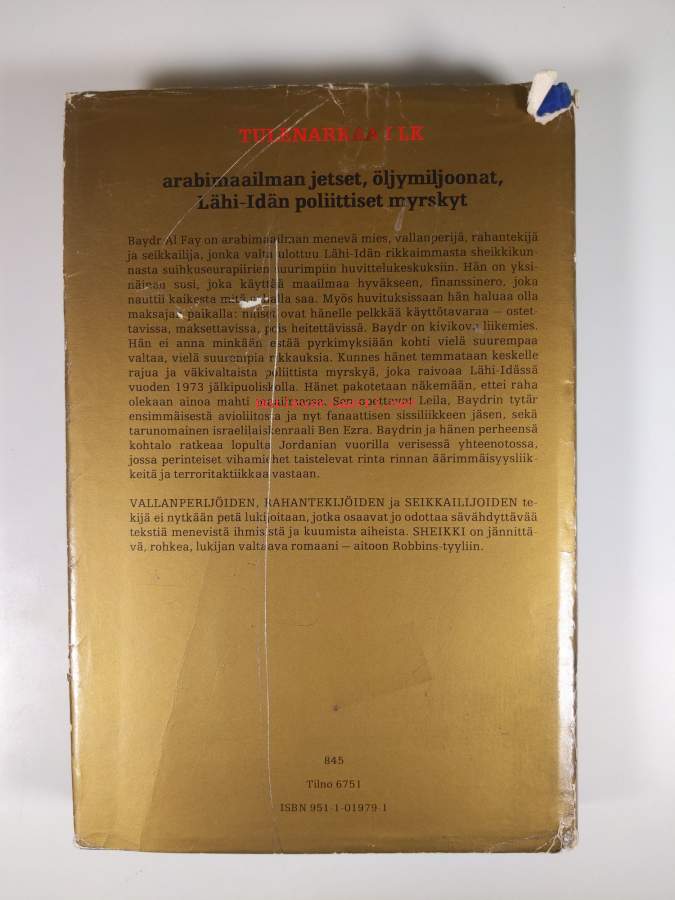 TULENARKAA
arabimaailman jetset, öljymiljoonat,
Lähi-Idän poliittiset myrskyt
Baydr Al Fay on arabimaailman menevä mies, vallanperijä, rahantekijä
ja seikkailija, jonka valta ulottuu Lähi-Idän rikkaimmasta sheikkikun-
nasta suihkuseurapiirien suurimpiin huvittelukeskuksiin. Hän on yksi-
näinen susi, joka käyttää maailmaa hyväkseen, finanssinero, joka
nauttii kaikesta mitä rahalla saa. Myös huvituksissaan hän haluaa olla
maksajan paikalla: naiset ovat hänelle pelkkää käyttötavaraa – ostet-
tavissa, maksettavissa, pois heitettävissä. Baydr on kivikova liikemies.
Hän ei anna minkään estää pyrkimyksiään kohti vielä suurempaa
valtaa, vielä suurempia rikkauksia. Kunnes hänet temmataan keskelle
rajua ja väkivaltaista poliittista myrskyä, joka raivoaa Lähi-Idässä
vuoden 1973 jälkipuoliskolla. Hänet pakotetaan näkemään, ettei raha
olekaan ainoa mahti maailmassa. Sen opettavat Leila, Baydrin tytär
ensimmäisestä avioliitosta ja nyt fanaattisen sissiliikkeen jäsen, sekä
tarunomainen israelilaiskenraali Ben Ezra. Baydrin ja hänen perheensä
kohtalo ratkeaa lopulta Jordanian vuorilla verisessä yhteenotossa,
jossa perinteiset vihamiehet taistelevat rinta rinnan äärimmäisyysliik-
keitä ja terroritaktiikkaa vastaan.
VALLANPERIJÖIDEN, RAHANTEKIJÖIDEN ja SEIKKAILIJOIDEN te-
kijä ei nytkään petä lukijoitaan, jotka osaavat jo odottaa sävähdyttävää
tekstiä menevistä ihmisistä ja kuumista aiheista. SHEIKKI on jännittä-
vä, rohkea, lukijan valtaava romaani – aitoon Robbins-tyyliin.
845
Tilno 6751
ISBN 951-1-01979-1